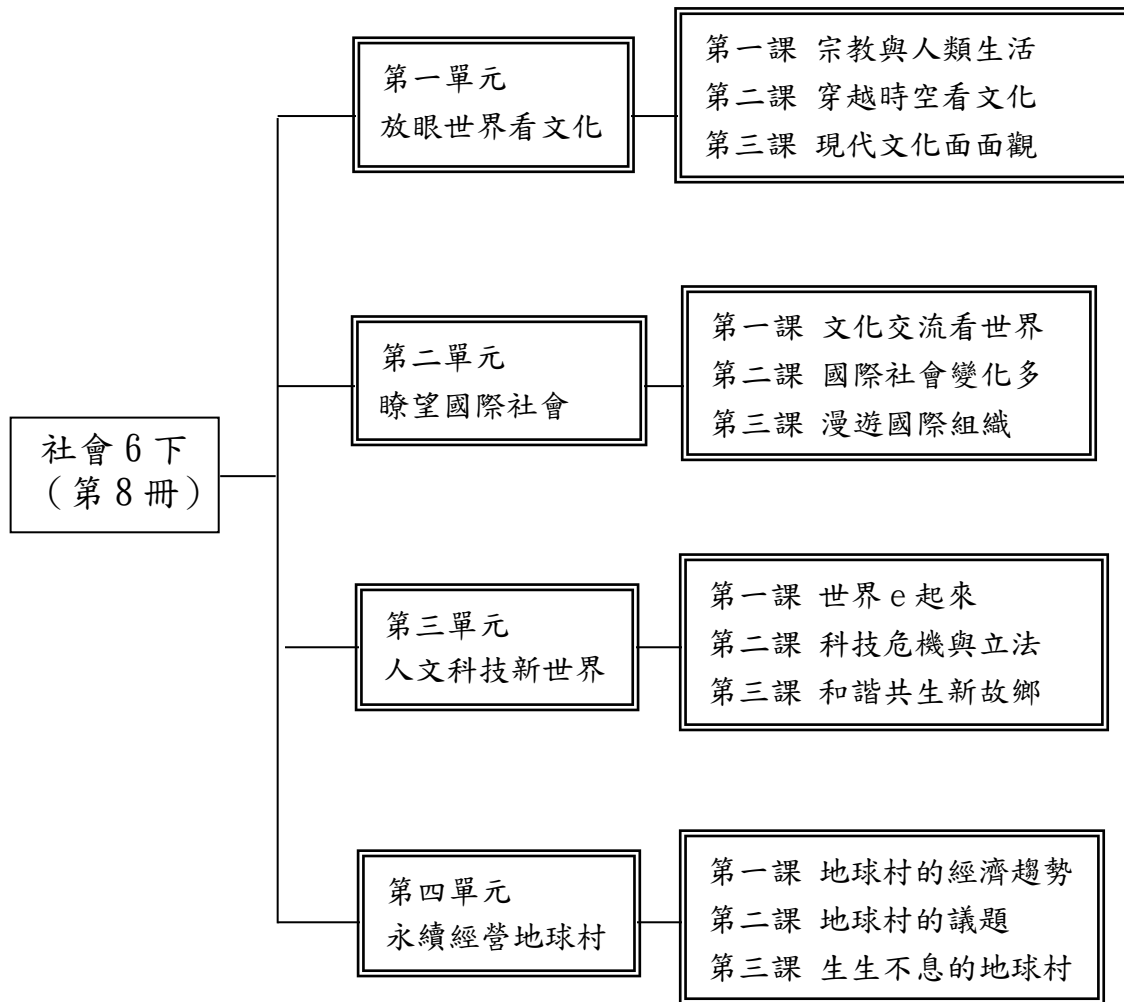 第一單元
放眼世界看文化
第一課 宗教與人類生活
第二課 穿越時空看文化
第三課 現代文化面面觀
第二單元
瞭望國際社會
第一課 文化交流看世界
第二課 國際社會變化多
第三課 漫遊國際組織
社會6下
（第8冊）
第三單元
人文科技新世界
第一課 世界e起來
第二課 科技危機與立法
第三課 和諧共生新故鄉
第四單元
永續經營地球村
第一課 地球村的經濟趨勢
第二課 地球村的議題
第三課 生生不息的地球村